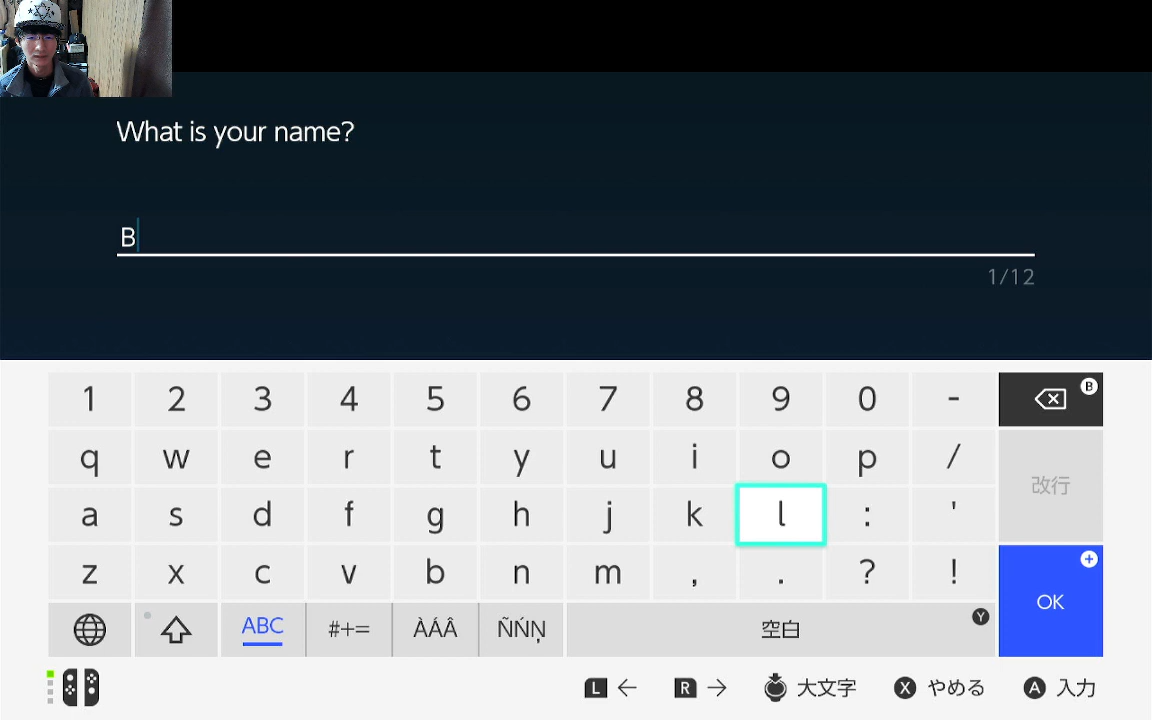 What is your name?
B
1/12
1 2 3 4 5 6 7 8 9 0 - B
q w e r t y u i o p / 改行
a s d f g h j k l : '
z x c v b n m , . ? ! + OK
ABC #+= ÀÁÂ ÑŃŅ 空白 Y
L ← R → 大文字 X やめる A 入力